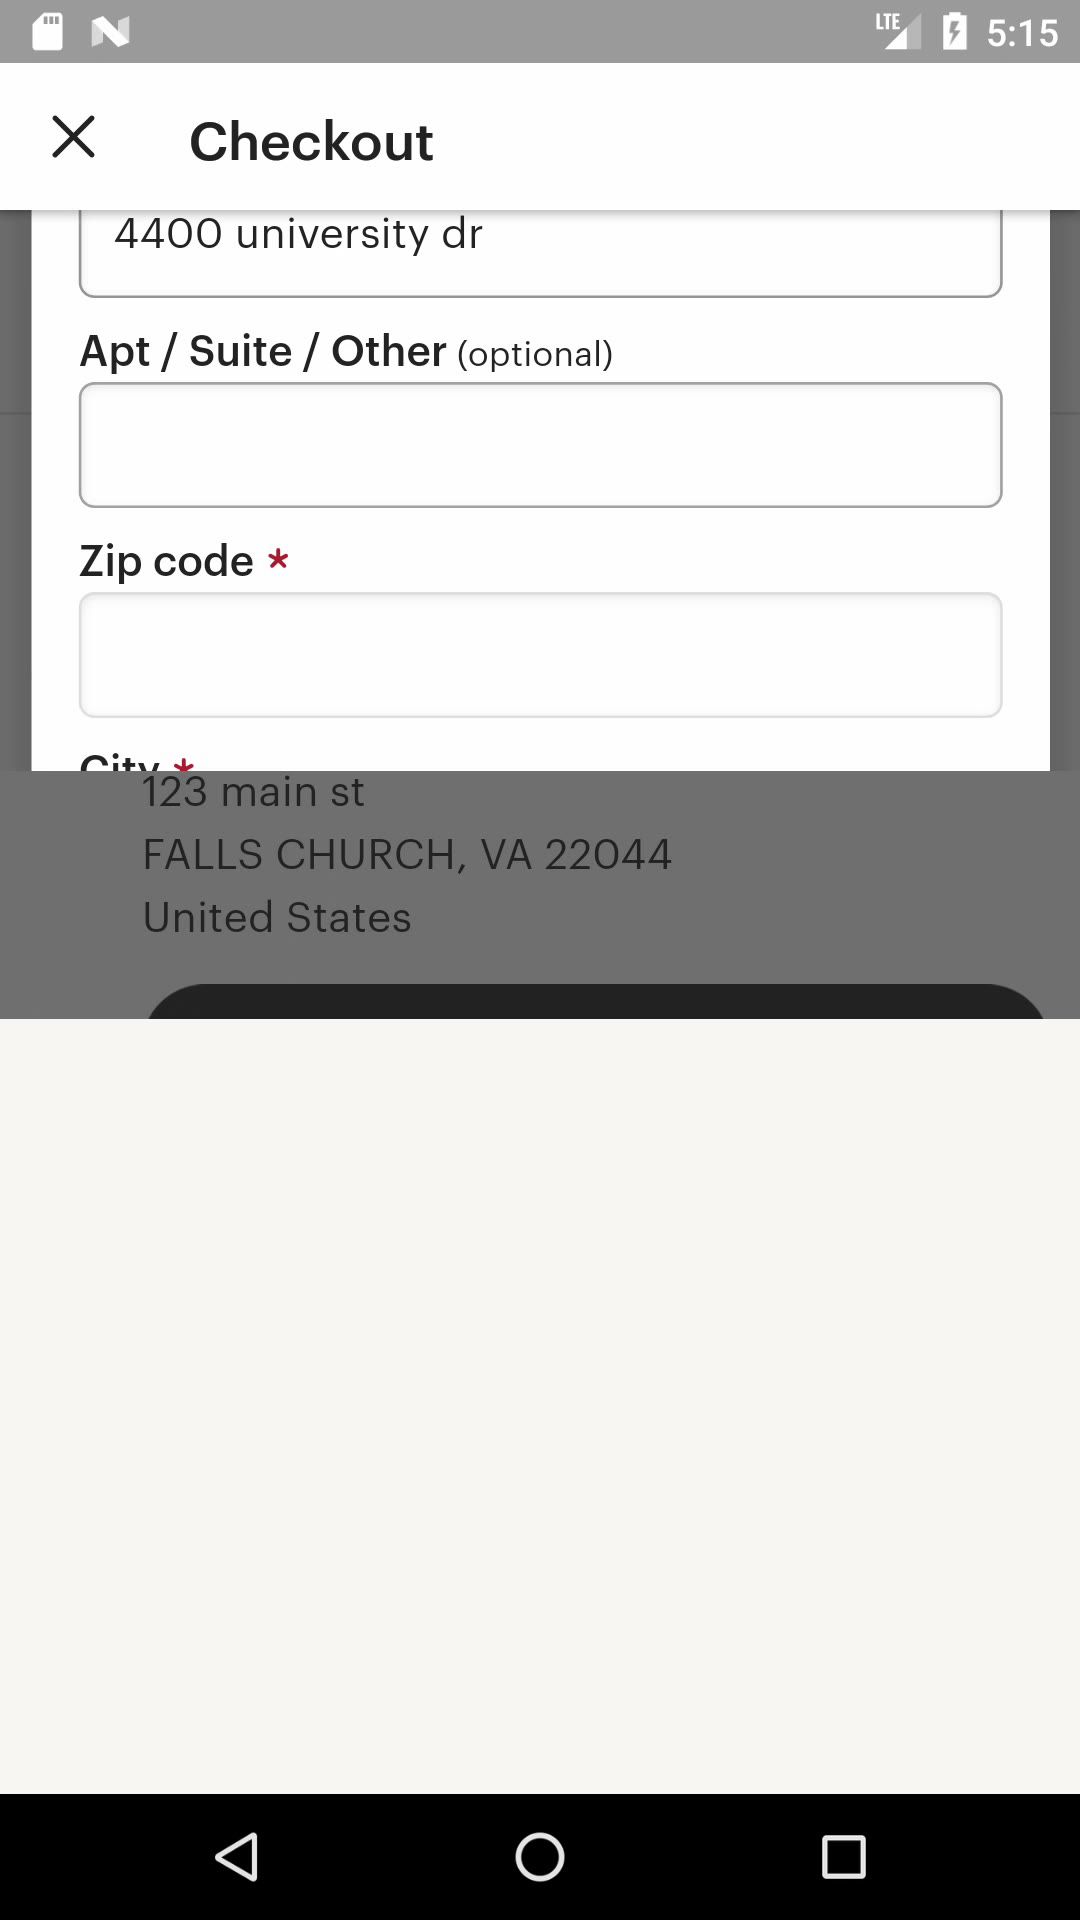 LTE 5:15
Checkout
4400 university dr
Apt / Suite / Other (optional)
Zip code *
City *
123 main st
FALLS CHURCH, VA 22044
United States